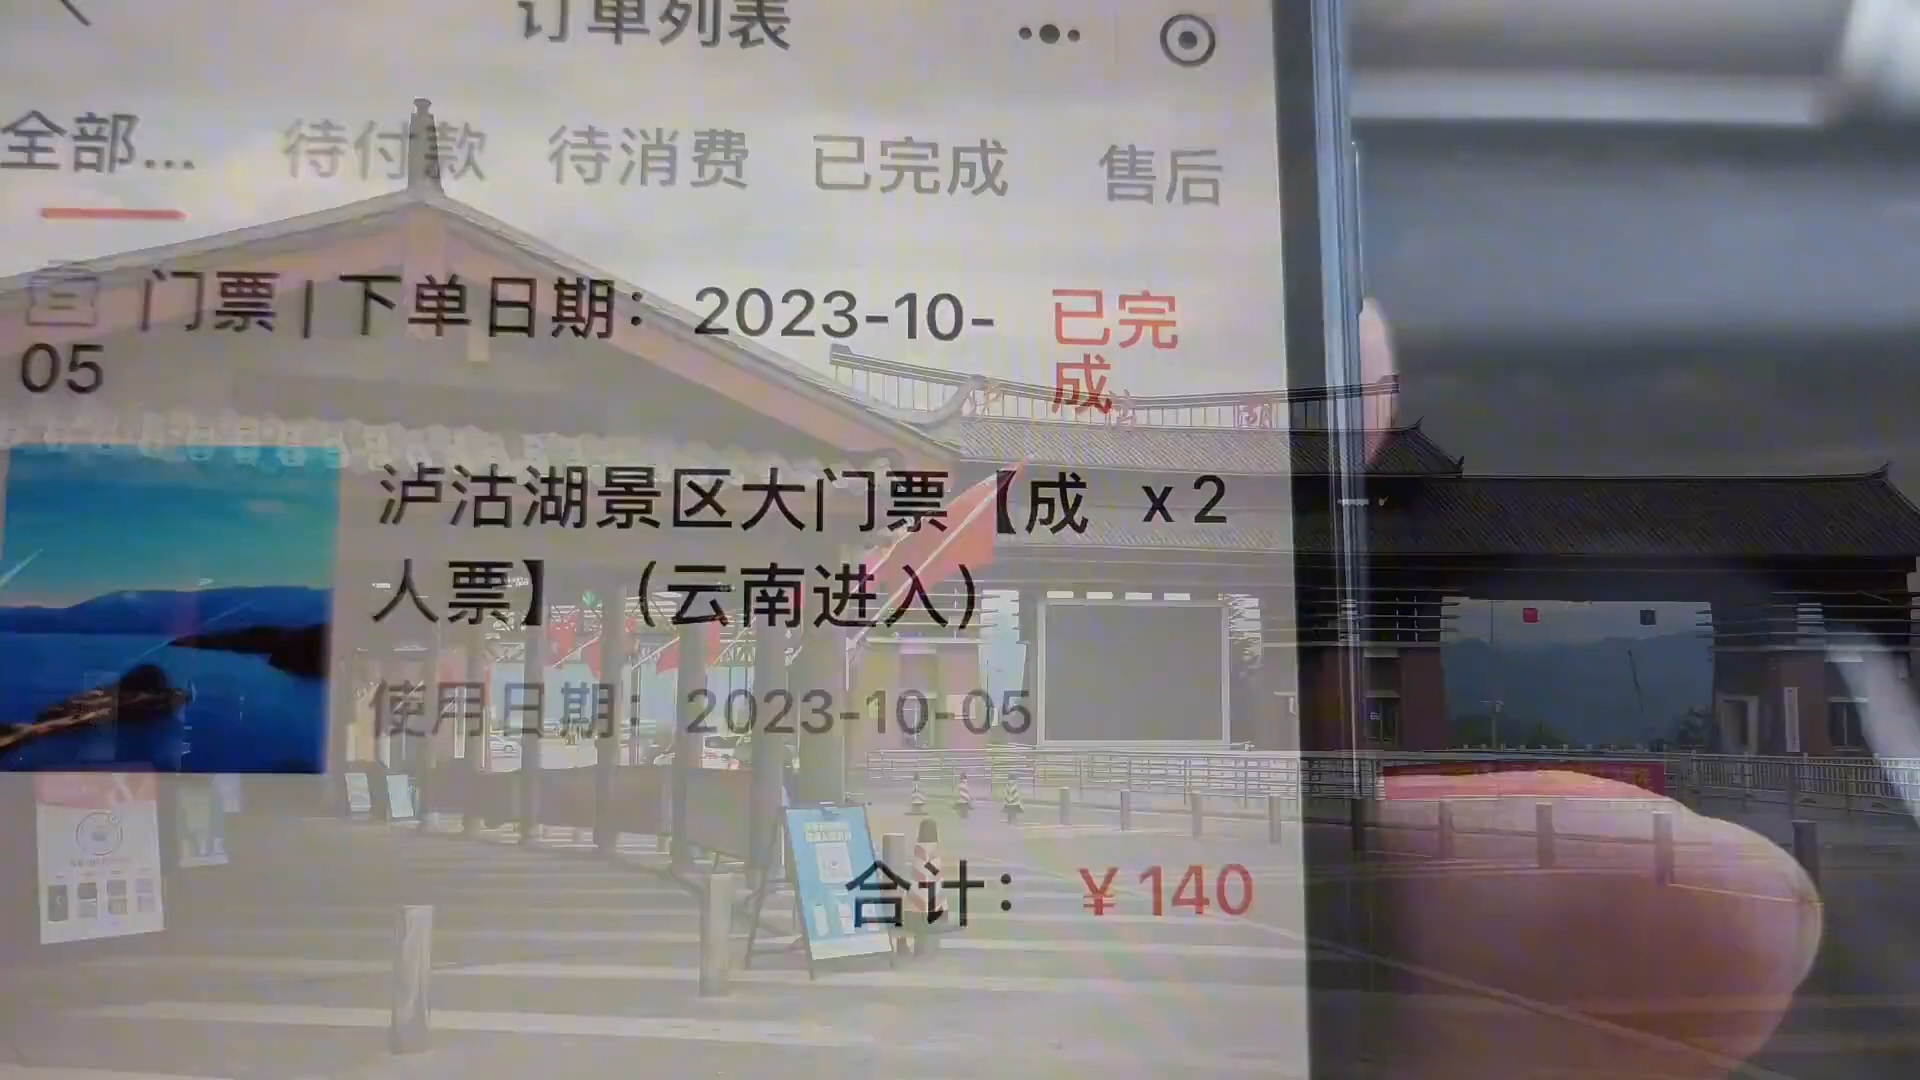 订单列表
全部...
待付款
待消费
已完成
售后
门票 | 下单日期：2023-10-
05
已完
成
泸沽湖景区大门票【成
x 2
人票】（云南进入）
使用日期：2023-10-05
合计：
¥140
湖